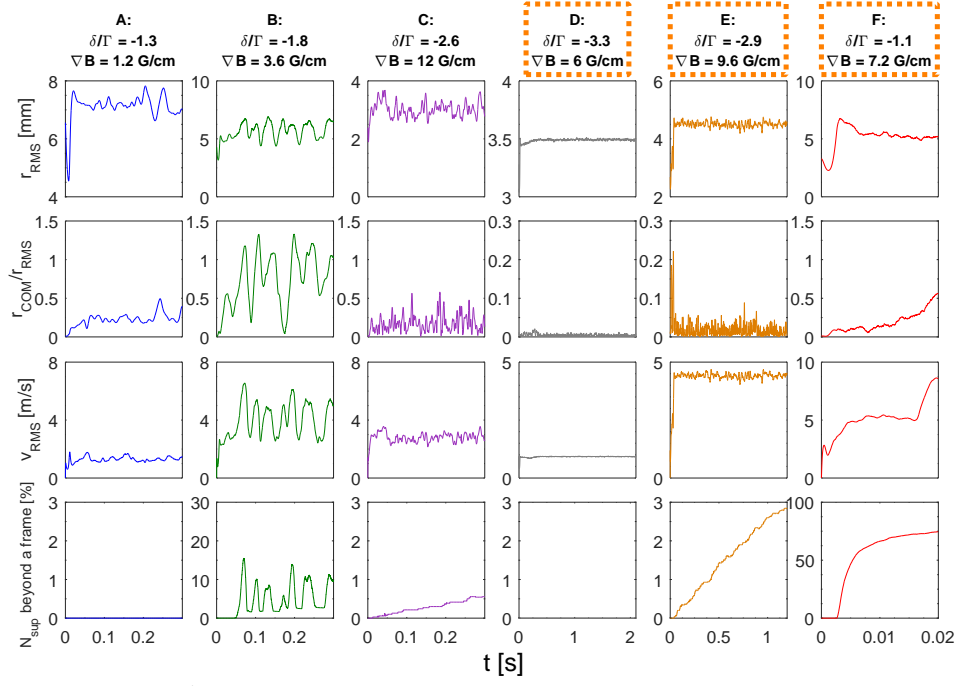 A: B: C: D: E: F:
δ/Γ = -1.3 δ/Γ = -1.8 δ/Γ = -2.6 δ/Γ = -3.3 δ/Γ = -2.9 δ/Γ = -1.1
∇B = 1.2 G/cm ∇B = 3.6 G/cm ∇B = 12 G/cm ∇B = 6 G/cm ∇B = 9.6 G/cm ∇B = 7.2 G/cm
r_RMS [mm]
8 10 4 4 6 10
6 5 2 3.5 4 5
4 0 0 3 2 0
r_COM/r_RMS
1.5 1.5 1.5 0.3 0.3 1.5
1 1 1 0.2 0.2 1
0.5 0.5 0.5 0.1 0.1 0.5
0 0 0 0 0 0
v_RMS [m/s]
8 8 8 5 5 10
4 4 4 5
0 0 0 0 0 0
N_sup beyond a frame [%]
3 30 3 3 3 100
2 20 2 2 2
1 10 1 1 1 50
0 0 0 0 0 0
0 0.1 0.2 0 0.1 0.2 0 0.1 0.2 0 1 2 0 0.5 1 0 0.01 0.02
t [s]